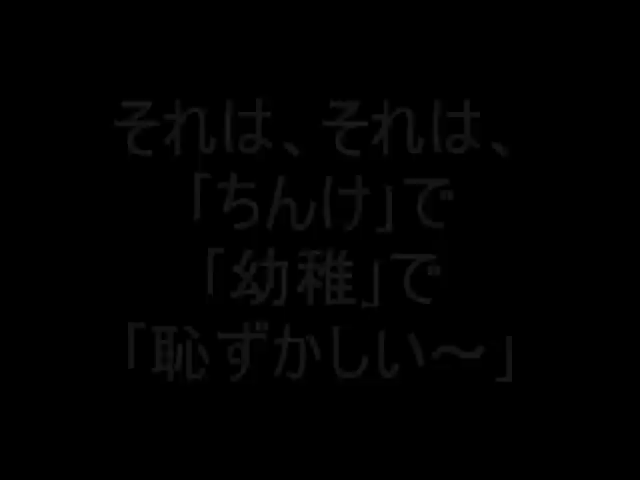 それは、それは、
「ちんけ」で
「幼稚」で
「恥ずかしい～」